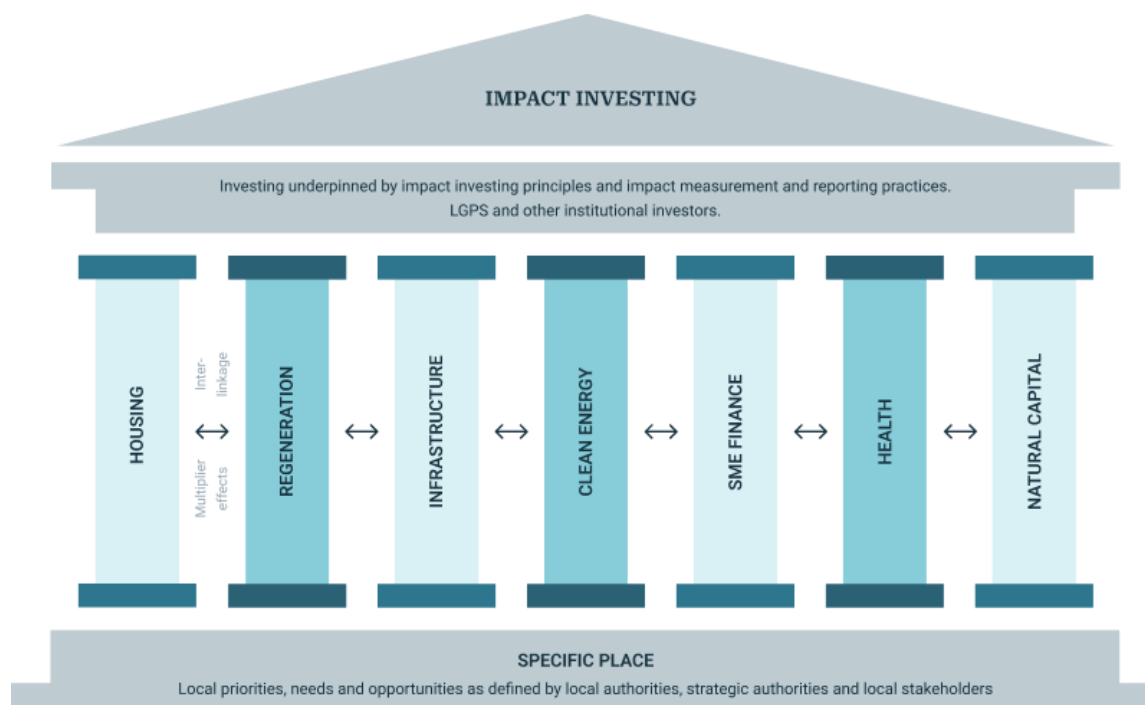 IMPACT INVESTING
Investing underpinned by impact investing principles and impact measurement and reporting practices.
LGPS and other institutional investors.
HOUSING
Inter-
linkage
Multiplier
effects
REGENERATION
INFRASTRUCTURE
CLEAN ENERGY
SME FINANCE
HEALTH
NATURAL CAPITAL
SPECIFIC PLACE
Local priorities, needs and opportunities as defined by local authorities, strategic authorities and local stakeholders